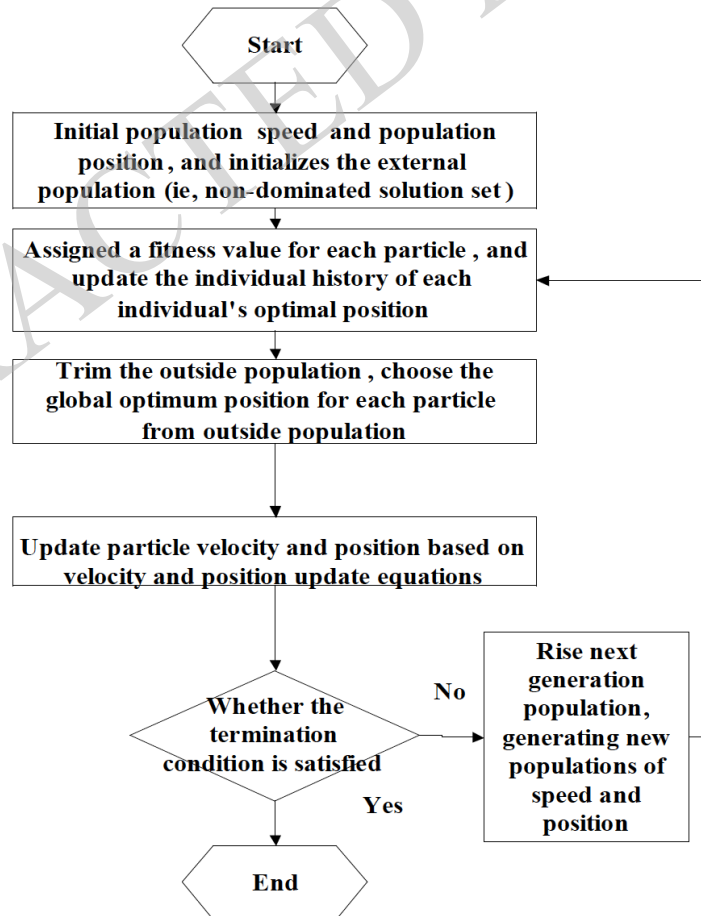 Start
Initial population speed and population
position, and initializes the external
population (ie, non-dominated solution set)
Assigned a fitness value for each particle, and
update the individual history of each
individual's optimal position
Trim the outside population, choose the
global optimum position for each particle
from outside population
Update particle velocity and position based on
velocity and position update equations
Whether the
termination
condition is satisfied
No
Yes
Rise next
generation
population,
generating new
populations of
speed and
position
End